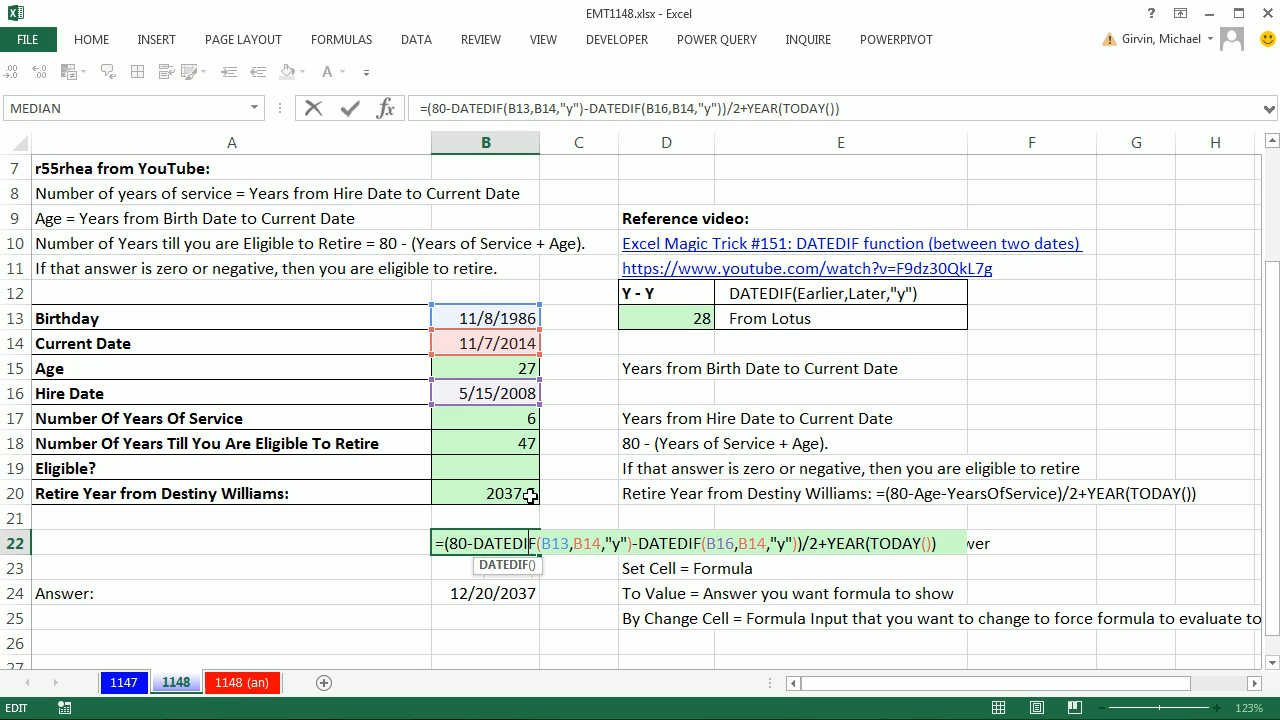 EMT1148.xlsx - Excel
FILE HOME INSERT PAGE LAYOUT FORMULAS DATA REVIEW VIEW DEVELOPER POWER QUERY INQUIRE POWERPIVOT Girvin, Michael
MEDIAN =(80-DATEDIF(B13,B14,"y")-DATEDIF(B16,B14,"y"))/2+YEAR(TODAY())
A B C D E F G H
7 r55rhea from YouTube:
8 Number of years of service = Years from Hire Date to Current Date
9 Age = Years from Birth Date to Current Date Reference video:
10 Number of Years till you are Eligible to Retire = 80 - (Years of Service + Age). Excel Magic Trick #151: DATEDIF function (between two dates)
11 If that answer is zero or negative, then you are eligible to retire. https://www.youtube.com/watch?v=F9dz30QkL7g
12 Y - Y DATEDIF(Earlier,Later,"y")
13 Birthday 11/8/1986 28 From Lotus
14 Current Date 11/7/2014
15 Age 27 Years from Birth Date to Current Date
16 Hire Date 5/15/2008
17 Number Of Years Of Service 6 Years from Hire Date to Current Date
18 Number Of Years Till You Are Eligible To Retire 47 80 - (Years of Service + Age).
19 Eligible? If that answer is zero or negative, then you are eligible to retire
20 Retire Year from Destiny Williams: 2037 Retire Year from Destiny Williams: =(80-Age-YearsOfService)/2+YEAR(TODAY())
21
22 =(80-DATEDIF(B13,B14,"y")-DATEDIF(B16,B14,"y"))/2+YEAR(TODAY()) wer
23 DATEDIF() Set Cell = Formula
24 Answer: 12/20/2037 To Value = Answer you want formula to show
25 By Change Cell = Formula Input that you want to change to force formula to evaluate to
26
27
1147 1148 1148 (an)
EDIT 123%